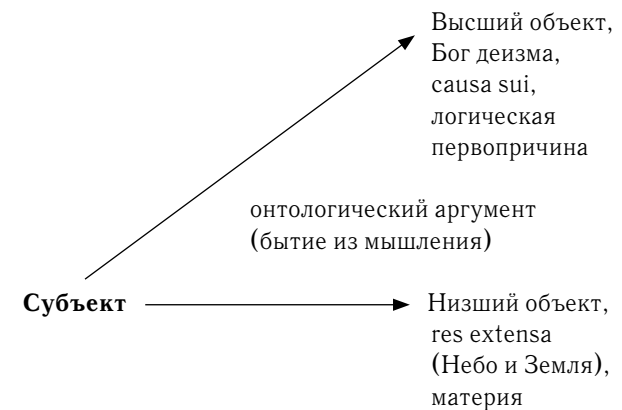 Высший объект,
Бог деизма,
causa sui,
логическая
первопричина
онтологический аргумент
(бытие из мышления)
Субъект
Низший объект,
res extensa
(Небо и Земля),
материя